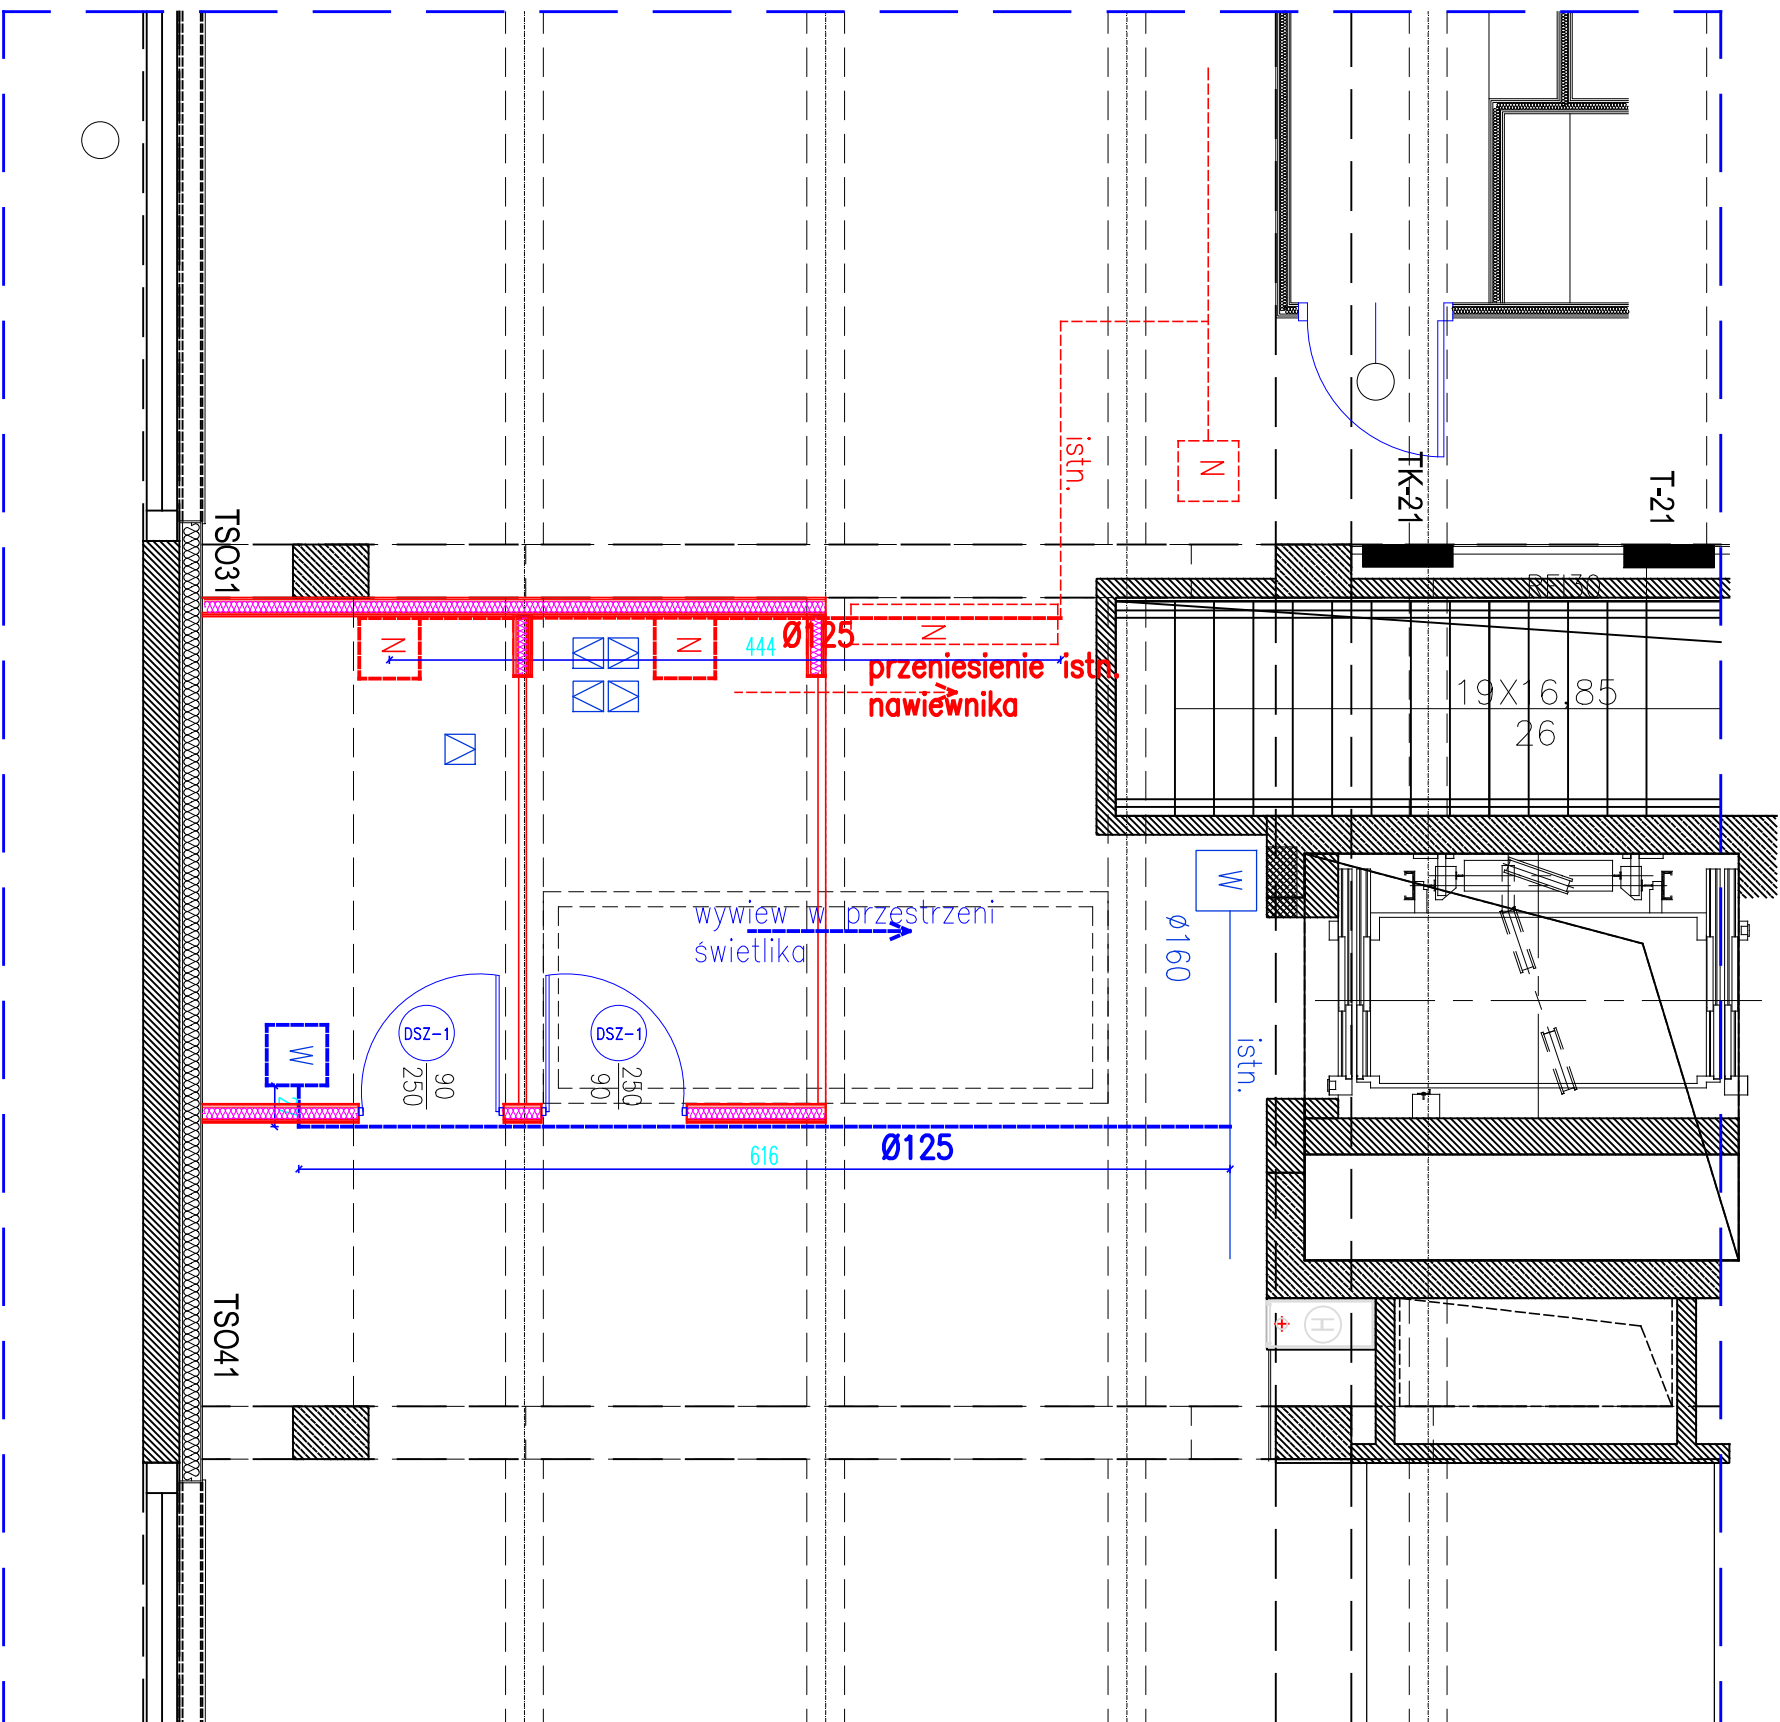 istn.
N
TK-21
T-21
TSO31
REI30
N
N
444
Ø125
N
przeniesienie istn.
nawiewnika
19X16,85
26
W
wywiew w przestrzeni
świetlika
ø160
DSZ-1
DSZ-1
W
90
250
250
90
istn.
616
Ø125
TSO41
H